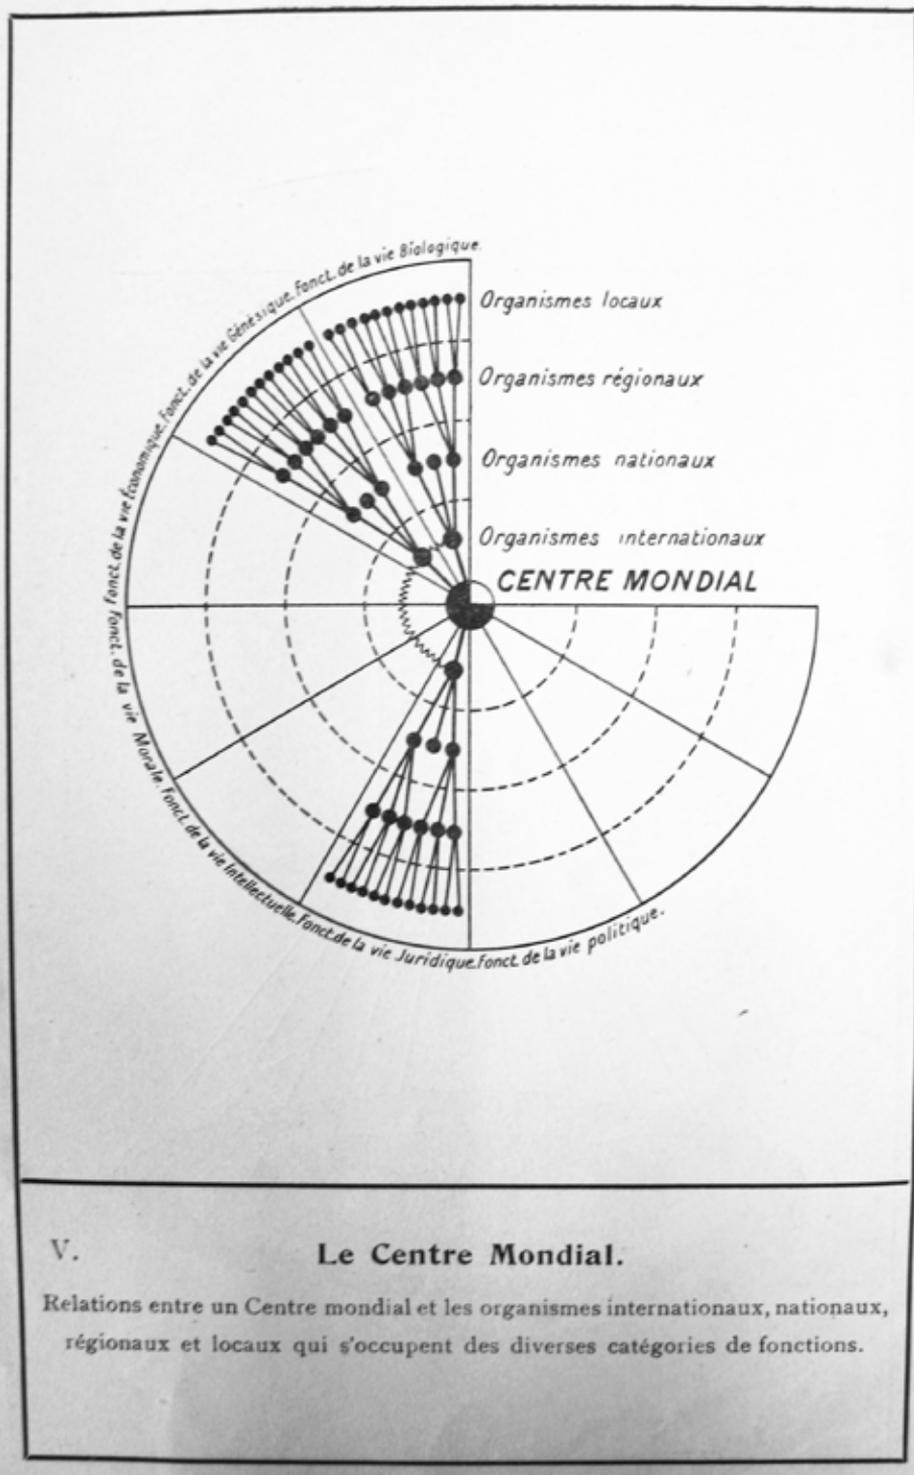 Fonct. de la vie Biologique.
Fonct. de la vie Génésique.
Fonct. de la vie Économique.
Fonct. de la vie Morale.
Fonct. de la vie Intellectuelle.
Fonct. de la vie Juridique.
Fonct. de la vie politique.
Organismes locaux
Organismes régionaux
Organismes nationaux
Organismes internationaux
CENTRE MONDIAL
V.
Le Centre Mondial.
Relations entre un Centre mondial et les organismes internationaux, nationaux,
régionaux et locaux qui s'occupent des diverses catégories de fonctions.